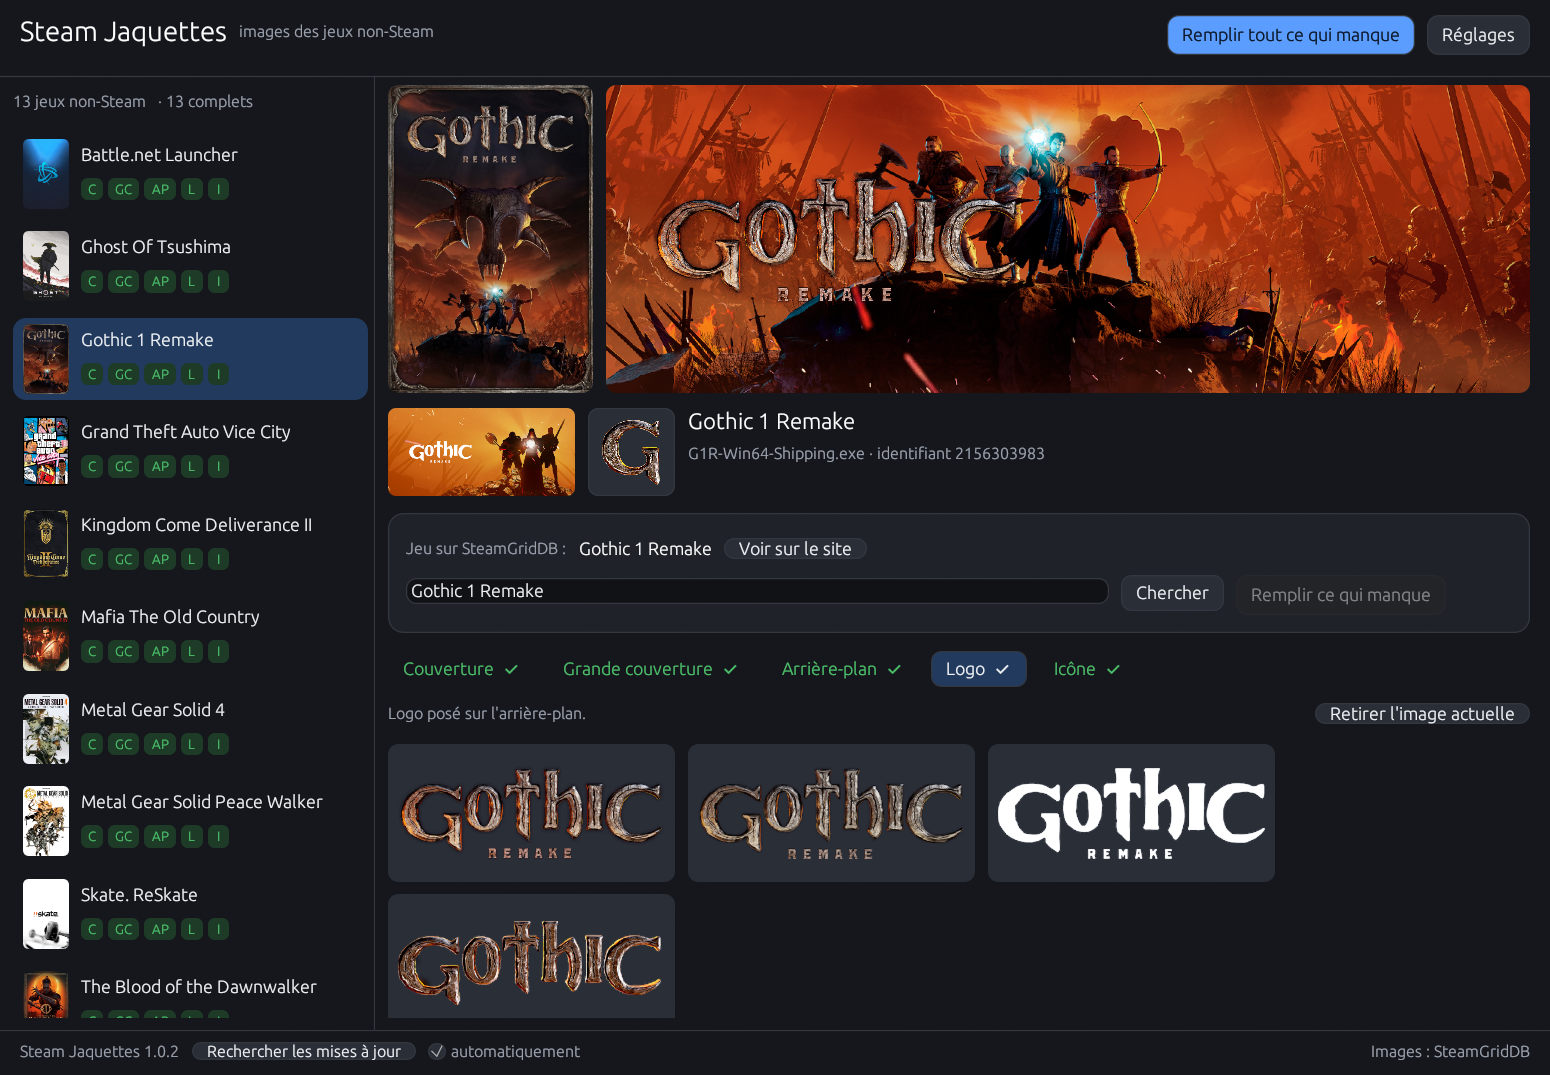 Steam Jaquettes images des jeux non-Steam
Remplir tout ce qui manque
Réglages
13 jeux non-Steam · 13 complets
Battle.net Launcher
C GC AP L I
Ghost Of Tsushima
C GC AP L I
Gothic 1 Remake
C GC AP L I
Grand Theft Auto Vice City
C GC AP L I
Kingdom Come Deliverance II
C GC AP L I
Mafia The Old Country
C GC AP L I
Metal Gear Solid 4
C GC AP L I
Metal Gear Solid Peace Walker
C GC AP L I
Skate. ReSkate
C GC AP L I
The Blood of the Dawnwalker
C GC AP L I
GOTHIC
REMAKE
GOTHIC
REMAKE
GOTHIC
REMAKE
G
Gothic 1 Remake
G1R-Win64-Shipping.exe · identifiant 2156303983
Jeu sur SteamGridDB : Gothic 1 Remake Voir sur le site
Gothic 1 Remake Chercher Remplir ce qui manque
Couverture ✓ Grande couverture ✓ Arrière-plan ✓ Logo ✓ Icône ✓
Logo posé sur l'arrière-plan. Retirer l'image actuelle
GOTHIC
REMAKE
GOTHIC
REMAKE
GOTHIC
REMAKE
GOTHIC
Steam Jaquettes 1.0.2 Rechercher les mises à jour ✓ automatiquement
Images : SteamGridDB